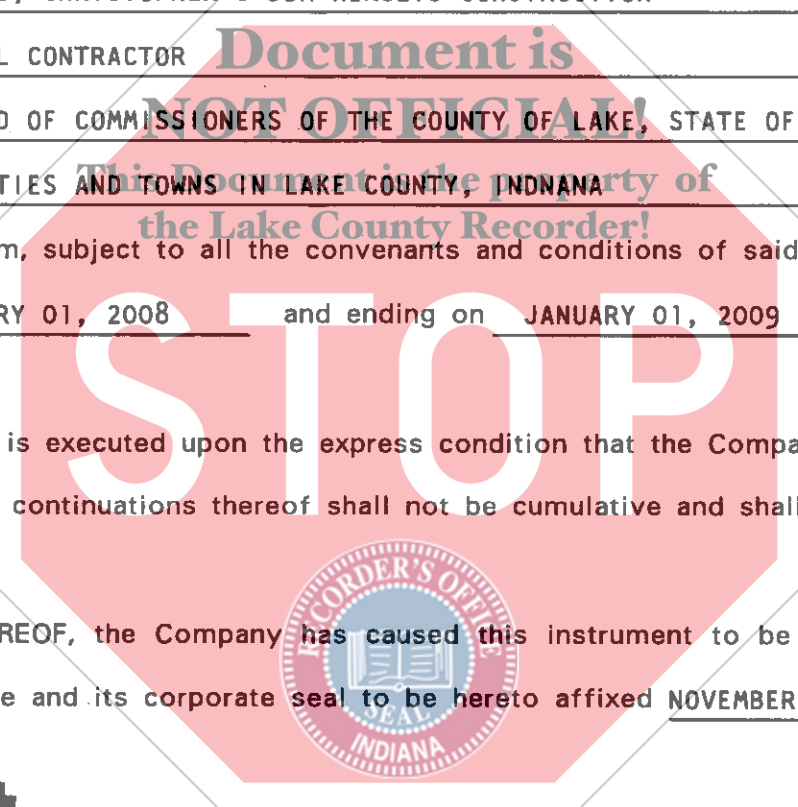 L CONTRACTOR
Document is
D OF COMMISSIONERS OF THE COUNTY OF LAKE, STATE OF
NOT OFFICIAL!
TIES AND TOWNS IN LAKE COUNTY, INDNANA
This Document is the property of
the Lake County Recorder!
m, subject to all the convenants and conditions of said
RY 01, 2008 and ending on JANUARY 01, 2009
STOP
is executed upon the express condition that the Compa
continuations thereof shall not be cumulative and shall
REOF, the Company has caused this instrument to be
e and its corporate seal to be hereto affixed NOVEMBER
RECORDER'S OFFICE
SEAL
INDIANA